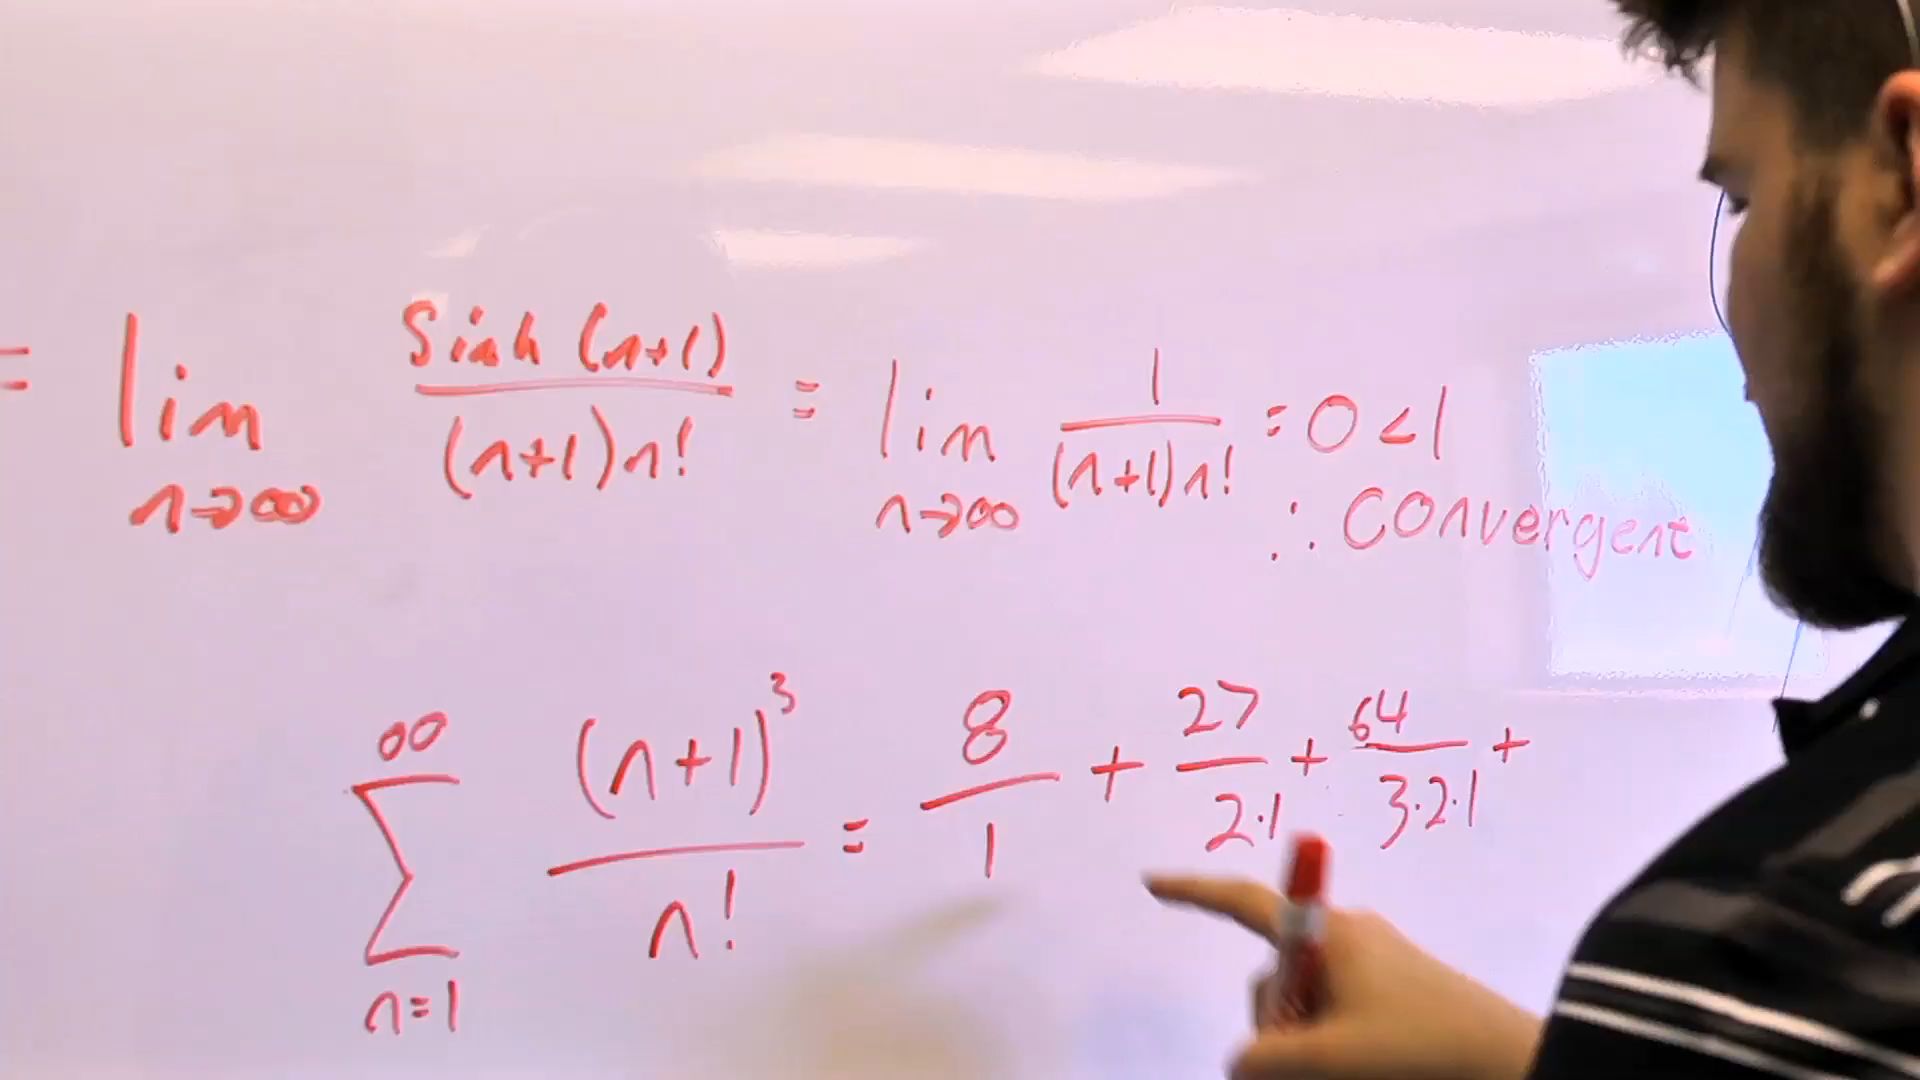 = lim n→∞ Sinh (n+1) / (n+1)n! = lim n→∞ 1 / (n+1)n! = 0 < 1
∴ Convergent
∞ Σ n=1 (n+1)³ / n! = 8/1 + 27/2·1 + 64/3·2·1 +